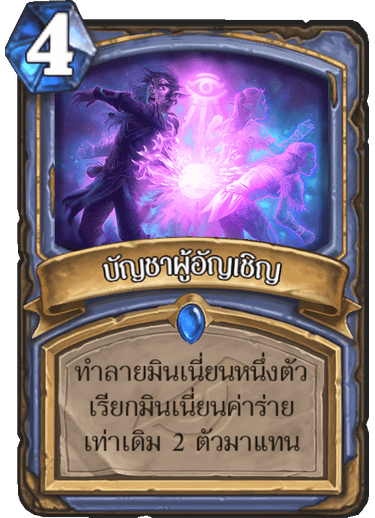 4
บัญชาผู้อัญเชิญ
ทำลายมินเนี่ยนหนึ่งตัว
เรียกมินเนี่ยนค่าร่าย
เท่าเดิม 2 ตัวมาแทน